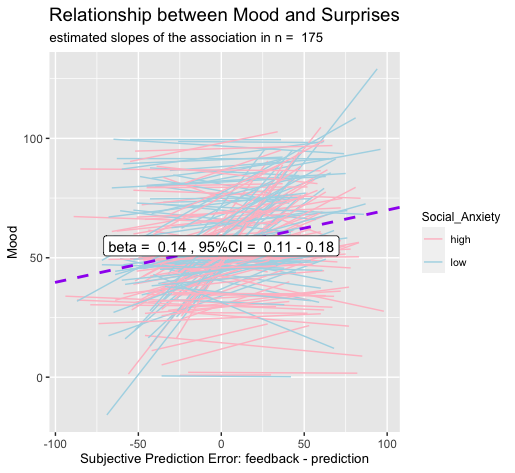 Relationship between Mood and Surprises
estimated slopes of the association in n =  175
Mood
100
50
0
beta =  0.14 , 95%CI =  0.11 - 0.18
Social_Anxiety
high
low
-100
-50
0
50
100
Subjective Prediction Error: feedback - prediction